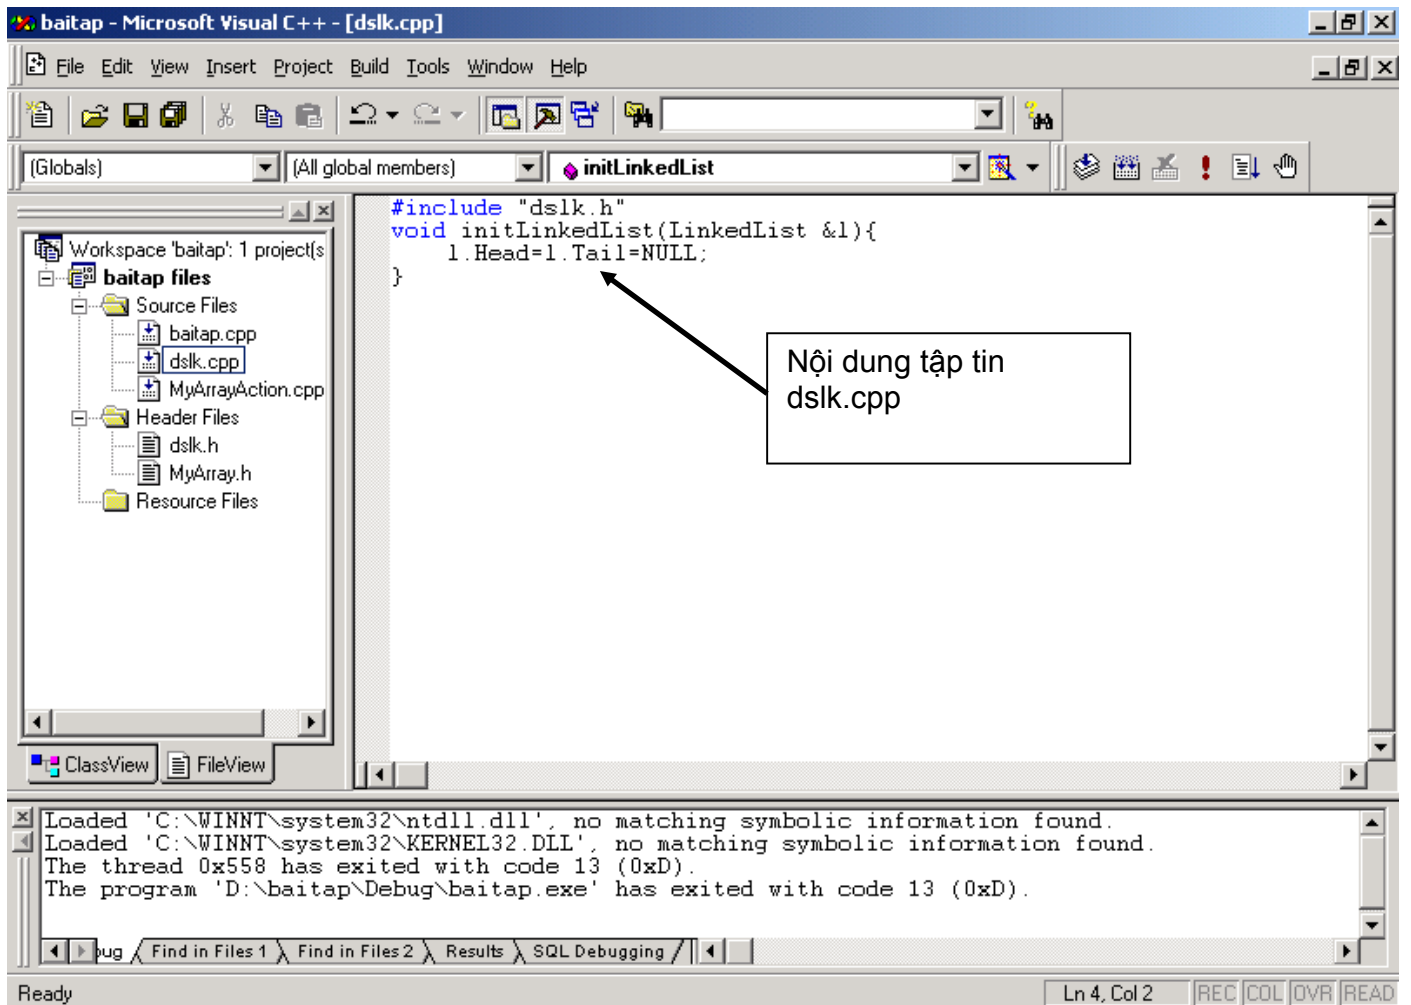 baitap - Microsoft Visual C++ - [dslk.cpp]
File Edit View Insert Project Build Tools Window Help
(Globals) (All global members) initLinkedList
Workspace 'baitap': 1 project(s
baitap files
Source Files
baitap.cpp
dslk.cpp
MyArrayAction.cpp
Header Files
dslk.h
MyArray.h
Resource Files
ClassView FileView
#include "dslk.h"
void initLinkedList(LinkedList &l){
l.Head=l.Tail=NULL;
}
Nội dung tập tin
dslk.cpp
Loaded 'C:\WINNT\system32\ntdll.dll', no matching symbolic information found.
Loaded 'C:\WINNT\system32\KERNEL32.DLL', no matching symbolic information found.
The thread 0x558 has exited with code 13 (0xD).
The program 'D:\baitap\Debug\baitap.exe' has exited with code 13 (0xD).
bug Find in Files 1 Find in Files 2 Results SQL Debugging
Ready Ln 4, Col 2 REC COL OVR READ